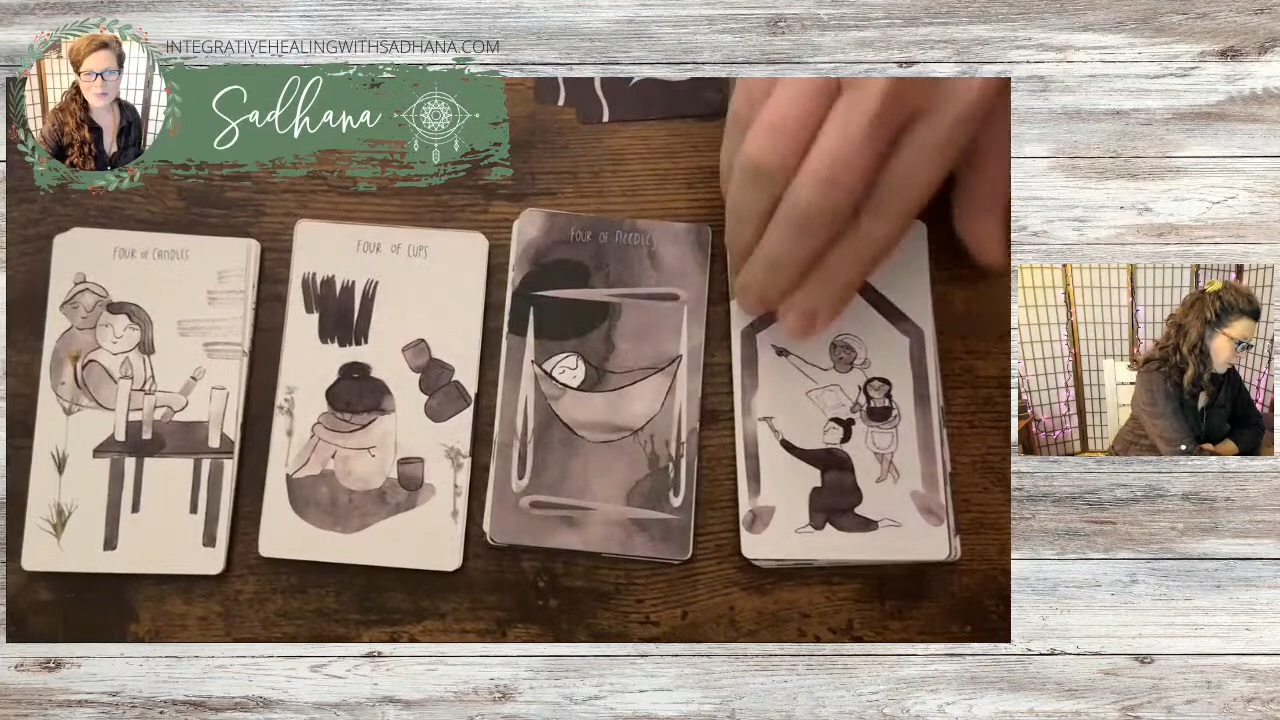 INTEGRATIVEHEALINGWITHSADHANA.COM
Sadhana
FOUR OF CANDLES
FOUR OF CUPS
FOUR OF NEEDLES